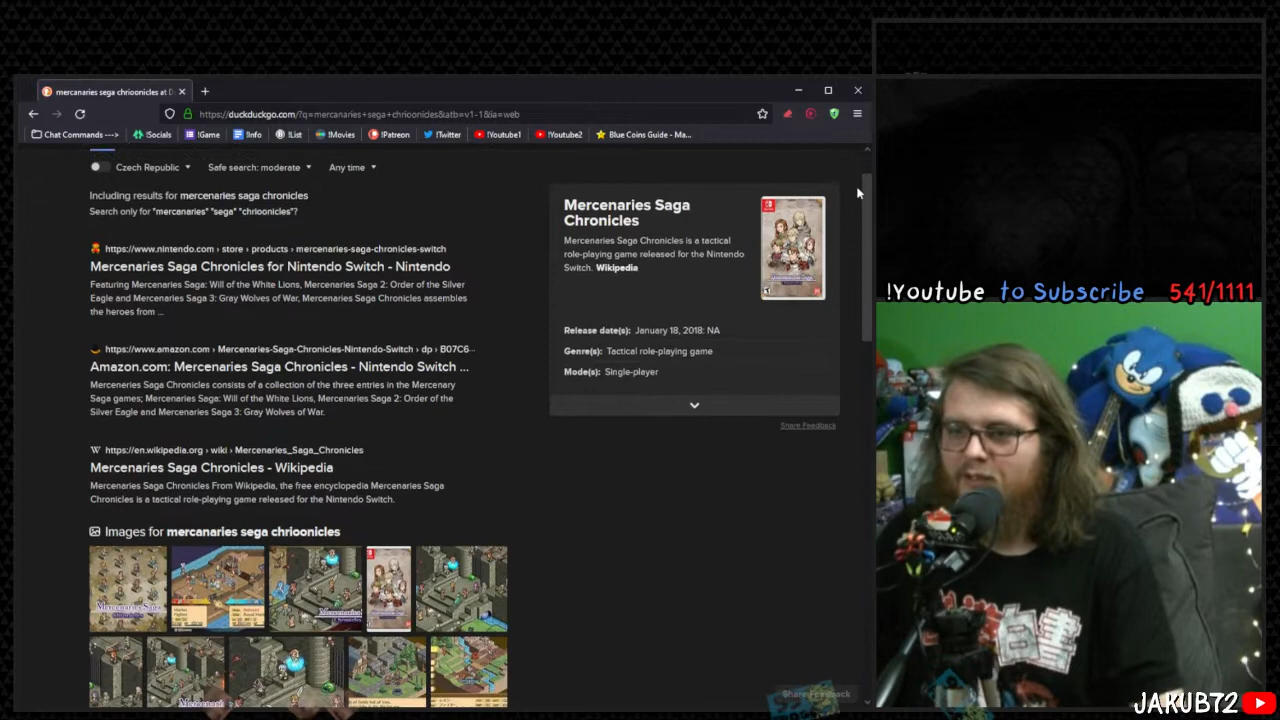 mercanaries sega chrioonicles at D
https://duckduckgo.com/?q=mercanaries+sega+chrioonicles&atb=v1-1&ia=web
Chat Commands --->
!Socials
!Game
!Info
!List
!Movies
!Patreon
!Twitter
!Youtube1
!Youtube2
Blue Coins Guide - Ma...
Czech Republic
Safe search: moderate
Any time
Including results for mercenaries saga chronicles
Search only for "mercanaries" "sega" "chrioonicles"?
https://www.nintendo.com › store › products › mercenaries-saga-chronicles-switch
Mercenaries Saga Chronicles for Nintendo Switch - Nintendo
Featuring Mercenaries Saga: Will of the White Lions, Mercenaries Saga 2: Order of the Silver
Eagle and Mercenaries Saga 3: Gray Wolves of War, Mercenaries Saga Chronicles assembles
the heroes from ...
https://www.amazon.com › Mercenaries-Saga-Chronicles-Nintendo-Switch › dp › B07C6...
Amazon.com: Mercenaries Saga Chronicles - Nintendo Switch ...
Merceneries Saga Chronicles consists of a collection of the three entries in the Mercenary
Saga games; Mercenaries Saga: Will of the White Lions, Mercenaries Saga 2: Order of the
Silver Eagle and Mercenaries Saga 3: Gray Wolves of War.
W https://en.wikipedia.org › wiki › Mercenaries_Saga_Chronicles
Mercenaries Saga Chronicles - Wikipedia
Mercenaries Saga Chronicles From Wikipedia, the free encyclopedia Mercenaries Saga
Chronicles is a tactical role-playing game released for the Nintendo Switch.
Images for mercanaries sega chrioonicles
Mercenaries Saga
Mercenaries Saga
Chronicles
Mercenaries Saga Chronicles is a tactical
role-playing game released for the Nintendo
Switch. Wikipedia
Release date(s): January 18, 2018: NA
Genre(s): Tactical role-playing game
Mode(s): Single-player
Share Feedback
Share Feedback
!Youtube to Subscribe 541/1111
JAKUB72